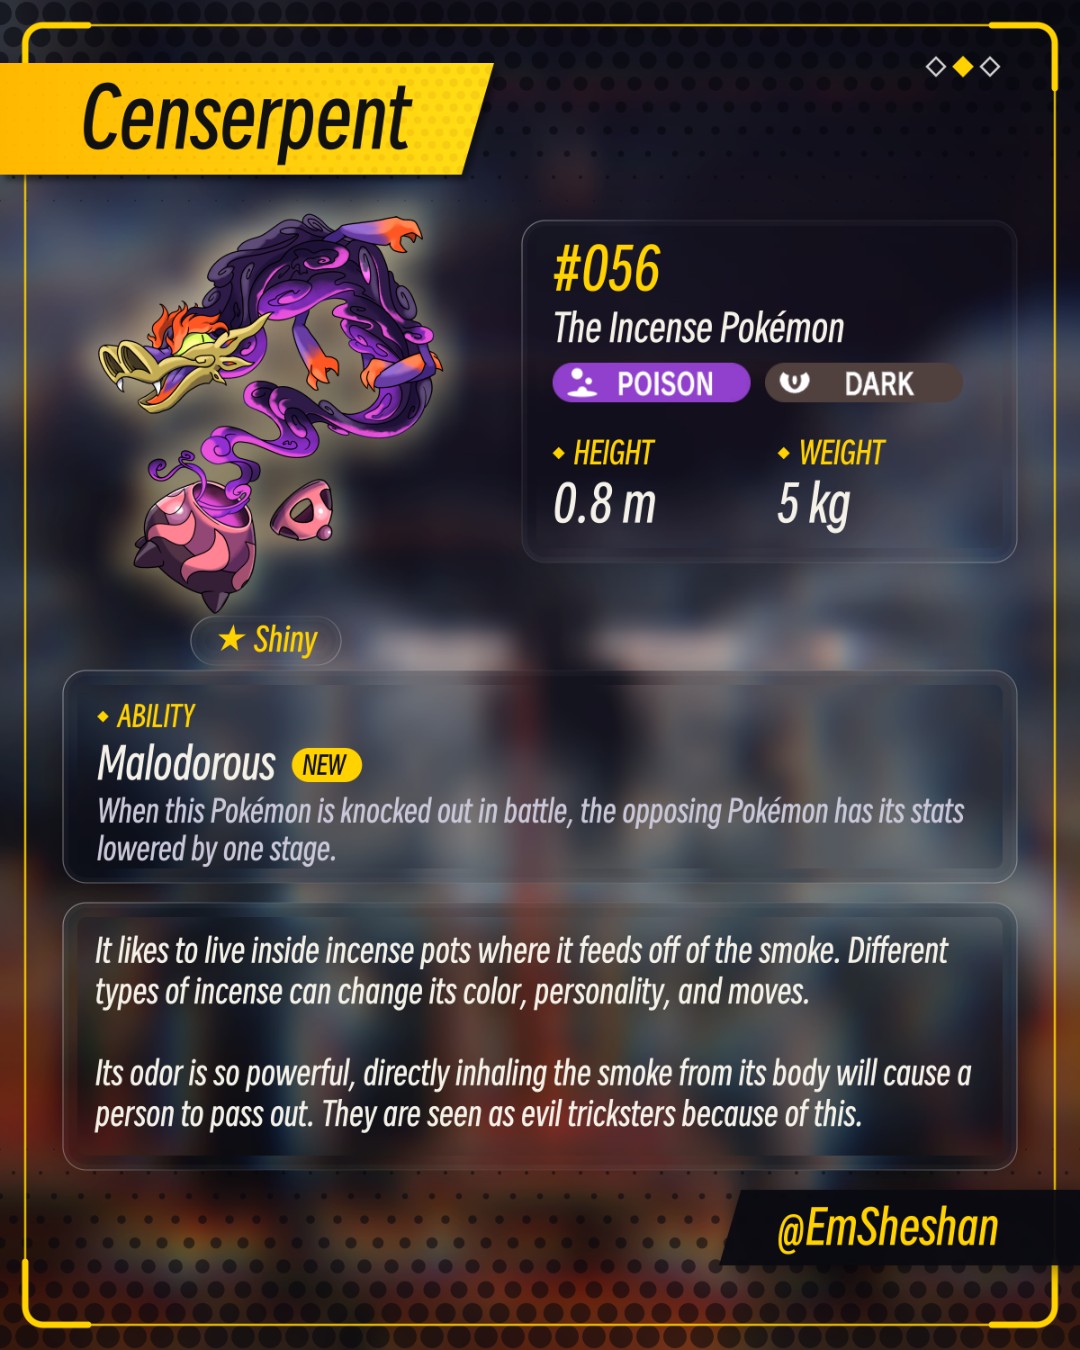 Censerpent
#056
The Incense Pokémon
POISON
DARK
HEIGHT
WEIGHT
0.8 m
5 kg
Shiny
ABILITY
Malodorous NEW
When this Pokémon is knocked out in battle, the opposing Pokémon has its stats
lowered by one stage.
It likes to live inside incense pots where it feeds off of the smoke. Different
types of incense can change its color, personality, and moves.
Its odor is so powerful, directly inhaling the smoke from its body will cause a
person to pass out. They are seen as evil tricksters because of this.
@EmSheshan